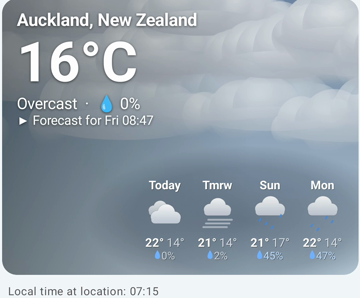 Auckland, New Zealand
16°C
Overcast · 💧 0%
► Forecast for Fri 08:47
Today Tmrw Sun Mon
22° 14° 21° 14° 21° 17° 22° 14°
💧0% 💧2% 💧45% 💧47%
Local time at location: 07:15